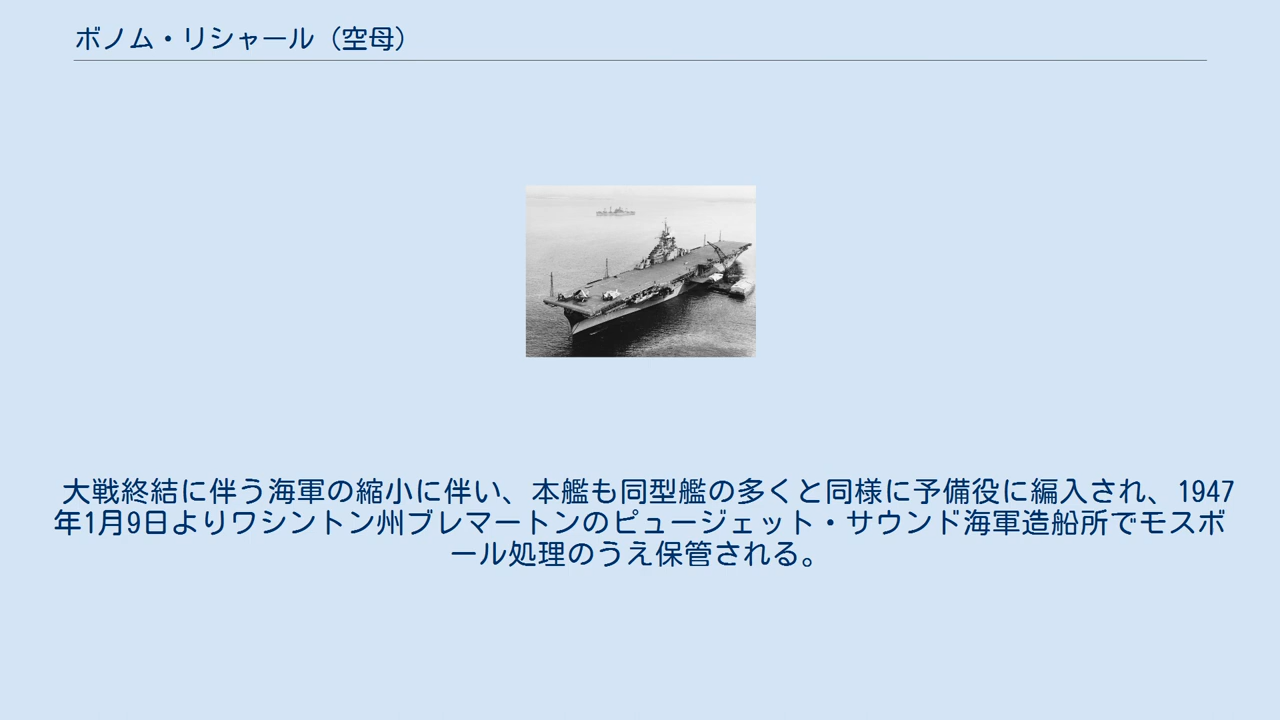 ボノム・リシャール（空母）
大戦終結に伴う海軍の縮小に伴い、本艦も同型艦の多くと同様に予備役に編入され、1947
年1月9日よりワシントン州ブレマートンのピュージェット・サウンド海軍造船所でモスボ
ール処理のうえ保管される。